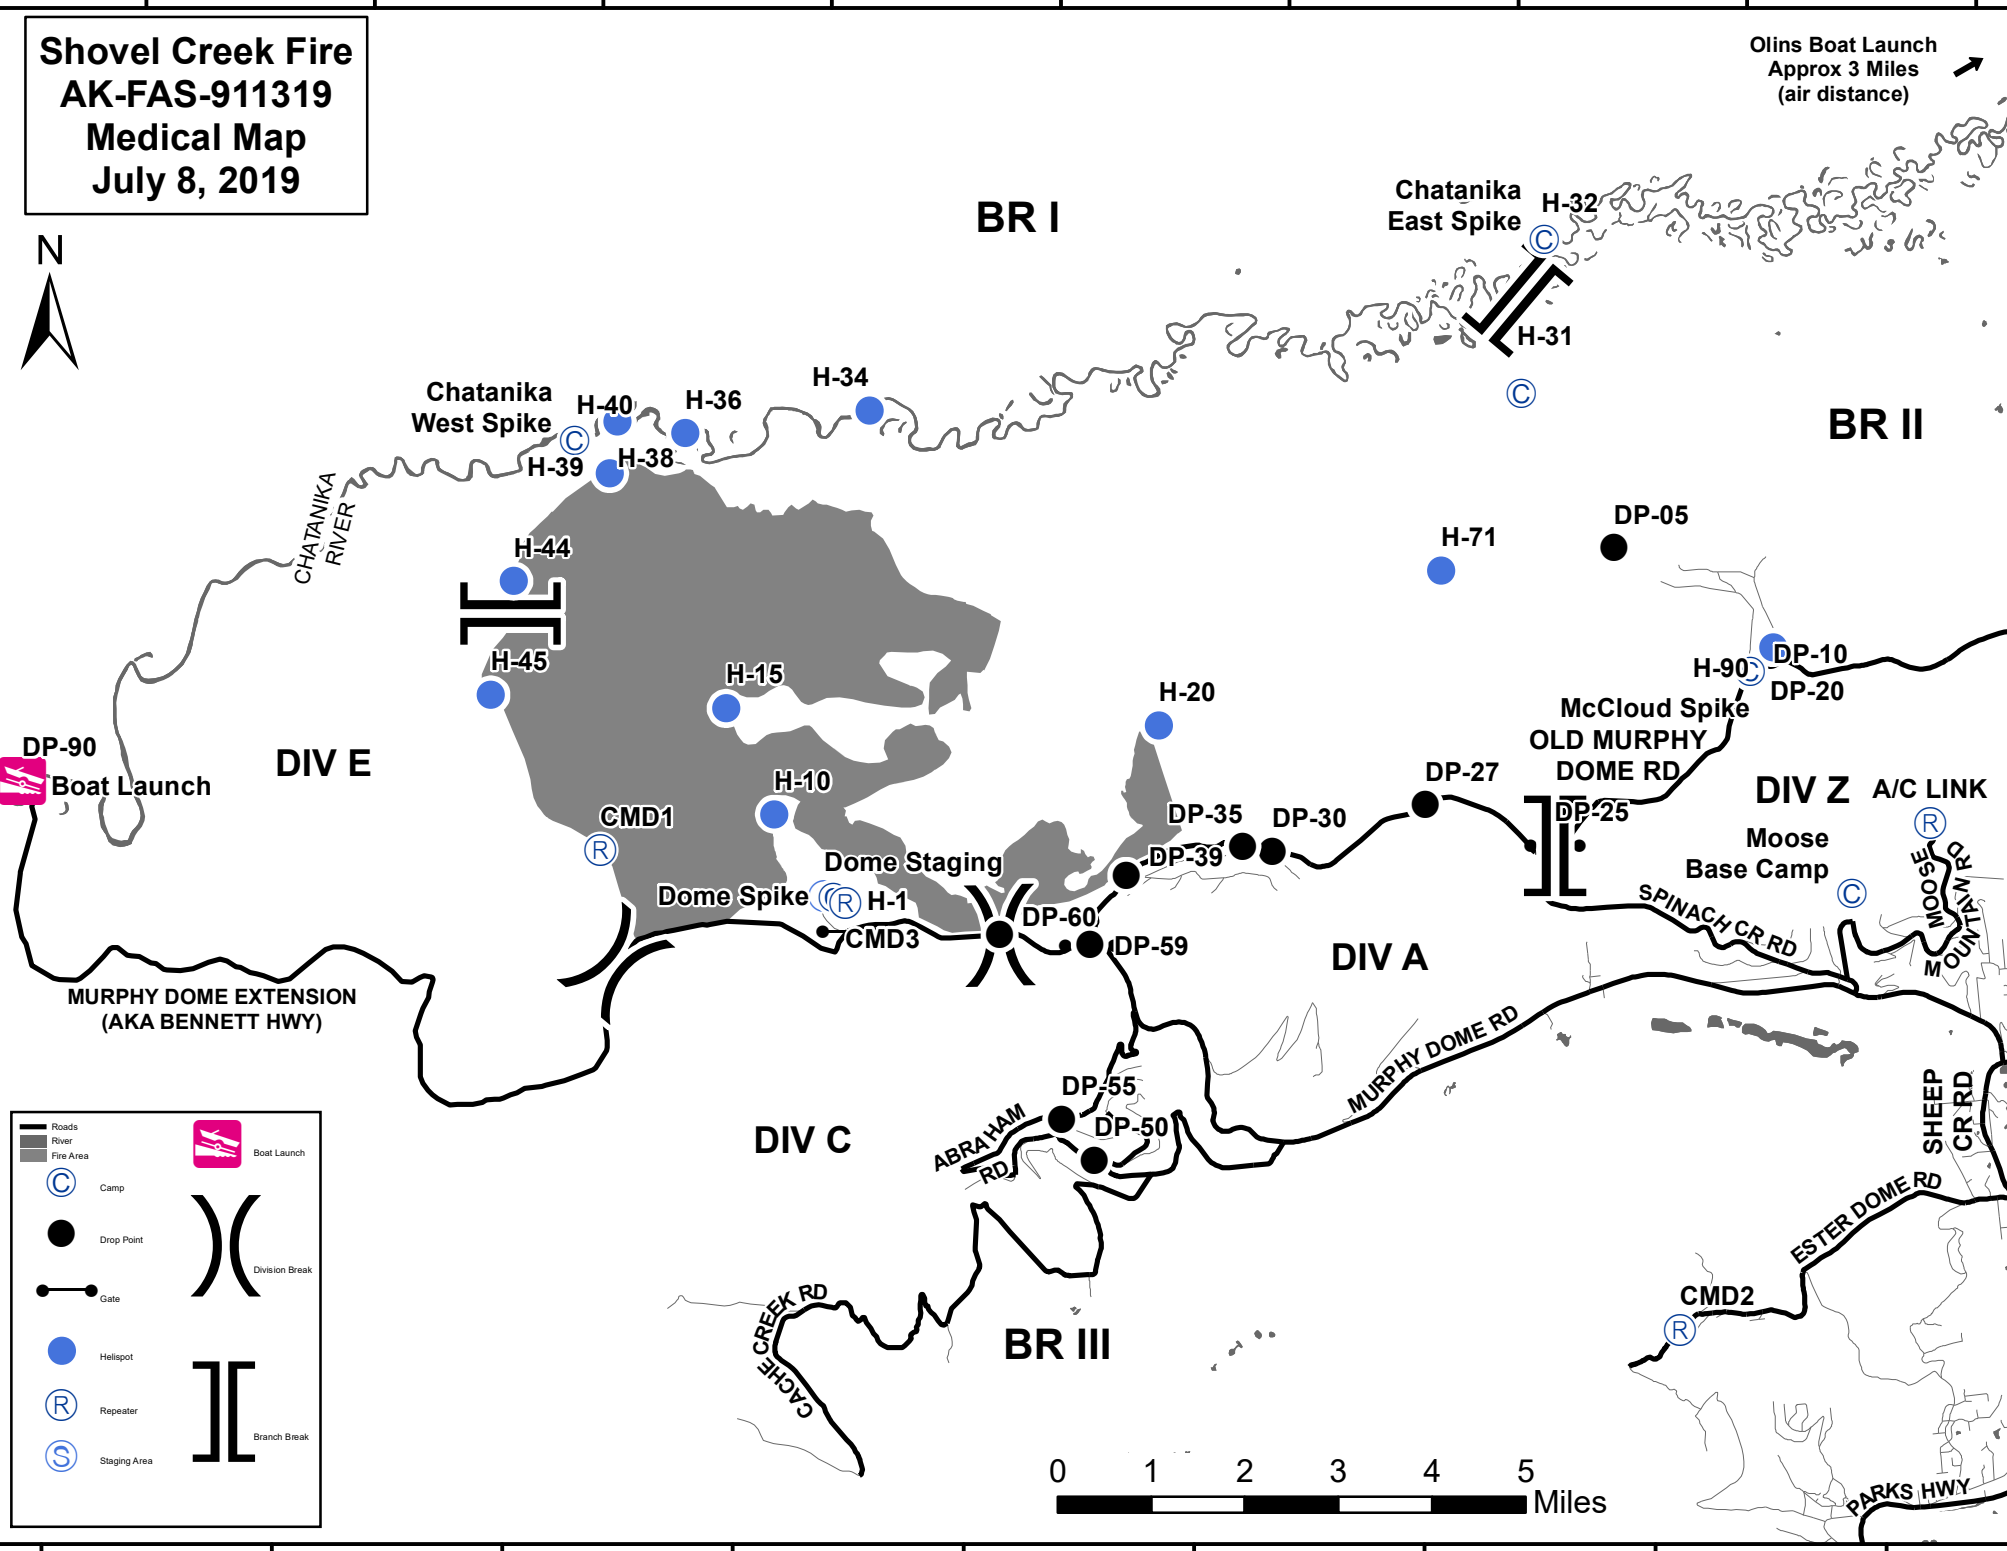 Shovel Creek Fire
AK-FAS-911319
Medical Map
July 8, 2019
Olins Boat Launch
Approx 3 Miles
(air distance)
N
BR I
Chatanika
East Spike
H-32
C
H-31
C
BR II
Chatanika
West Spike
H-40
H-36
H-34
C
H-39
H-38
CHATANIKA
RIVER
H-44
H-71
DP-05
H-45
H-15
H-20
H-90
C
DP-10
DP-20
McCloud Spike
OLD MURPHY
DOME RD
DP-90
Boat Launch
DIV E
H-10
DP-27
DIV Z
A/C LINK
R
CMD1
R
DP-35
DP-30
DP-25
Moose
Base Camp
C
MOOSE
MOUNTAIN RD
Dome Staging
DP-39
Dome Spike
R
H-1
CMD3
DP-60
DP-59
DIV A
SPINACH CR RD
MURPHY DOME EXTENSION
(AKA BENNETT HWY)
MURPHY DOME RD
SHEEP
CR RD
DP-55
DP-50
ABRAHAM
RD
DIV C
ESTER DOME RD
CMD2
R
CACHE CREEK RD
BR III
PARKS HWY
0 1 2 3 4 5
Miles
Roads
River
Fire Area
C
Camp
Drop Point
Gate
Helispot
R
Repeater
S
Staging Area
Boat Launch
Division Break
Branch Break